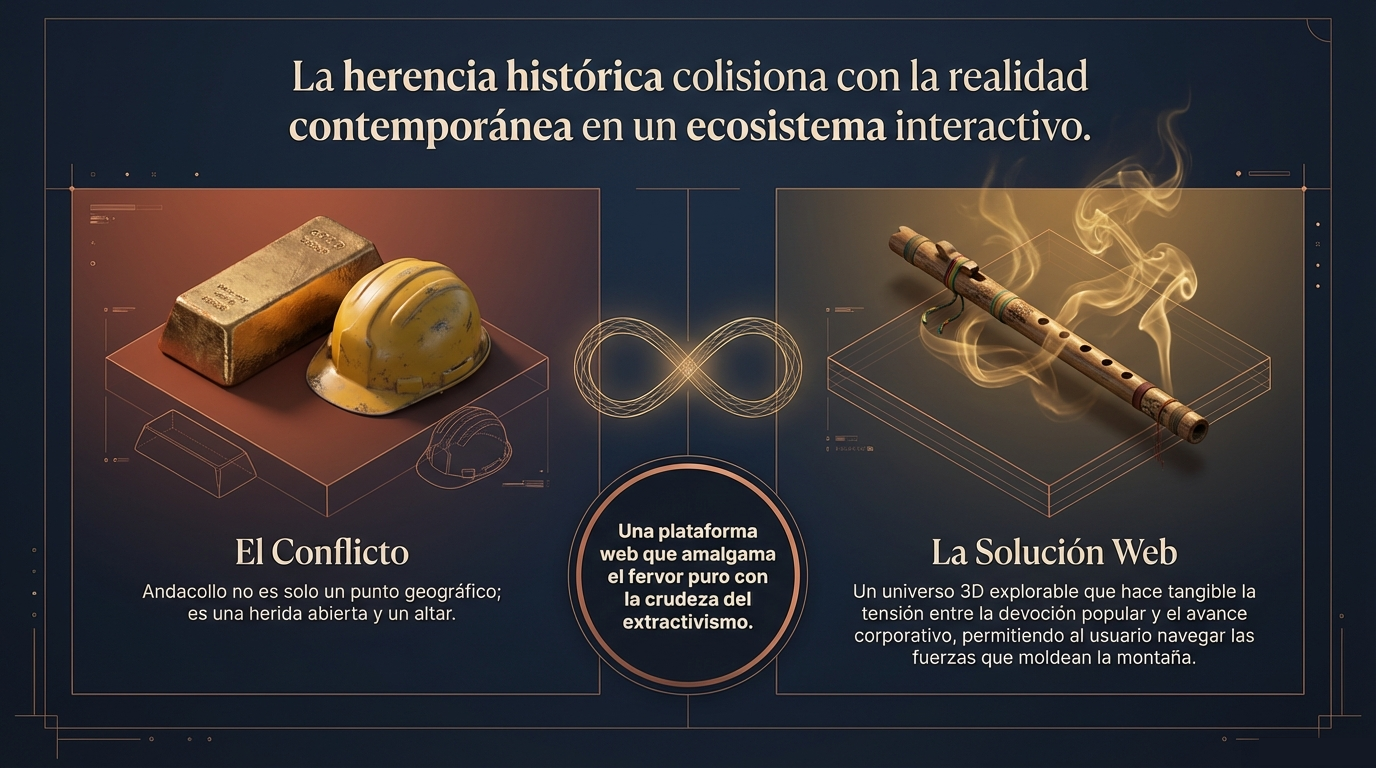 La herencia histórica colisiona con la realidad
contemporánea en un ecosistema interactivo.
El Conflicto
Andacollo no es solo un punto geográfico;
es una herida abierta y un altar.
Una plataforma
web que amalgama
el fervor puro con
la crudeza del
extractivismo.
La Solución Web
Un universo 3D explorable que hace tangible la
tensión entre la devoción popular y el avance
corporativo, permitiendo al usuario navegar las
fuerzas que moldean la montaña.